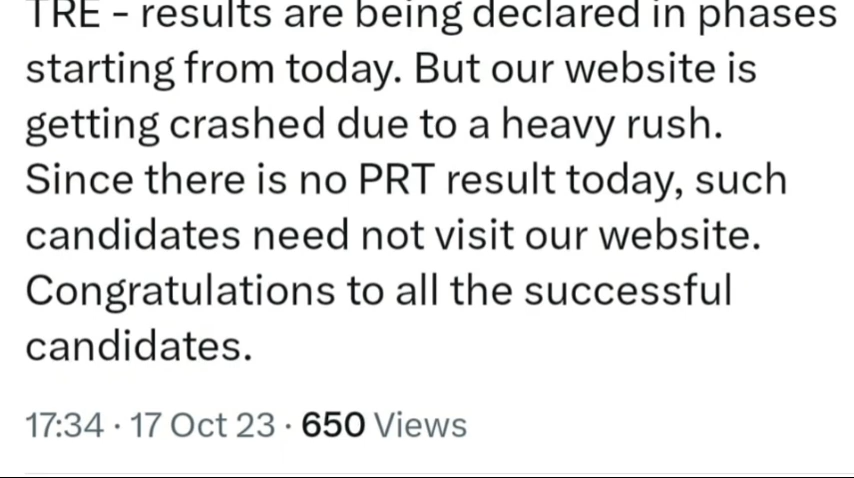 TRE - results are being declared in phases
starting from today. But our website is
getting crashed due to a heavy rush.
Since there is no PRT result today, such
candidates need not visit our website.
Congratulations to all the successful
candidates.
17:34 · 17 Oct 23 · 650 Views